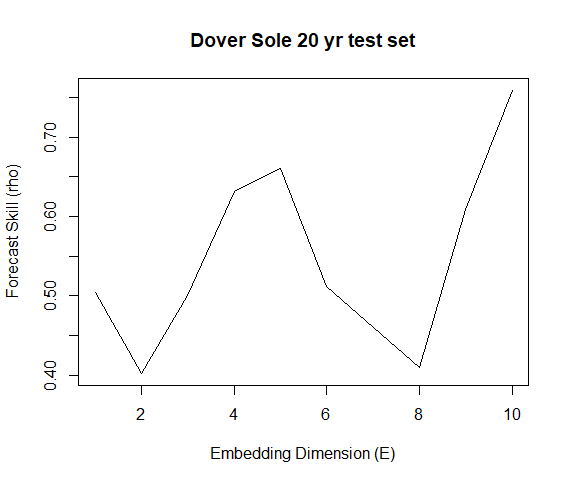 Dover Sole 20 yr test set
Forecast Skill (rho)
0.70
0.60
0.50
0.40
2 4 6 8 10
Embedding Dimension (E)